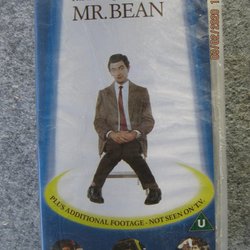 MR. BEAN
PLUS ADDITIONAL FOOTAGE - NOT SEEN ON T.V.
U